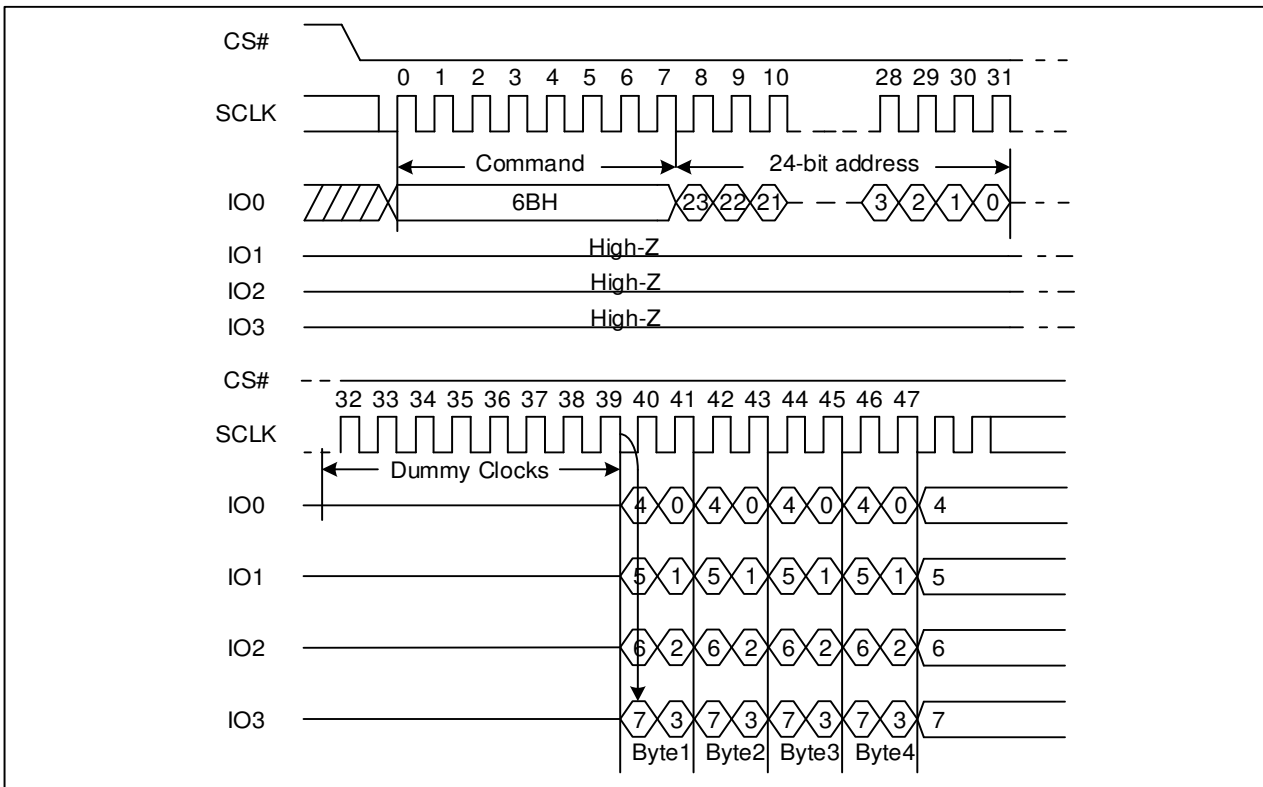 CS#
0 1 2 3 4 5 6 7 8 9 10 28 29 30 31
SCLK
Command 24-bit address
IO0 6BH 23 22 21 3 2 1 0
IO1 High-Z
IO2 High-Z
IO3 High-Z
CS#
32 33 34 35 36 37 38 39 40 41 42 43 44 45 46 47
SCLK
Dummy Clocks
IO0 4 0 4 0 4 0 4 0 4
IO1 5 1 5 1 5 1 5 1 5
IO2 6 2 6 2 6 2 6 2 6
IO3 7 3 7 3 7 3 7 3 7
Byte1 Byte2 Byte3 Byte4